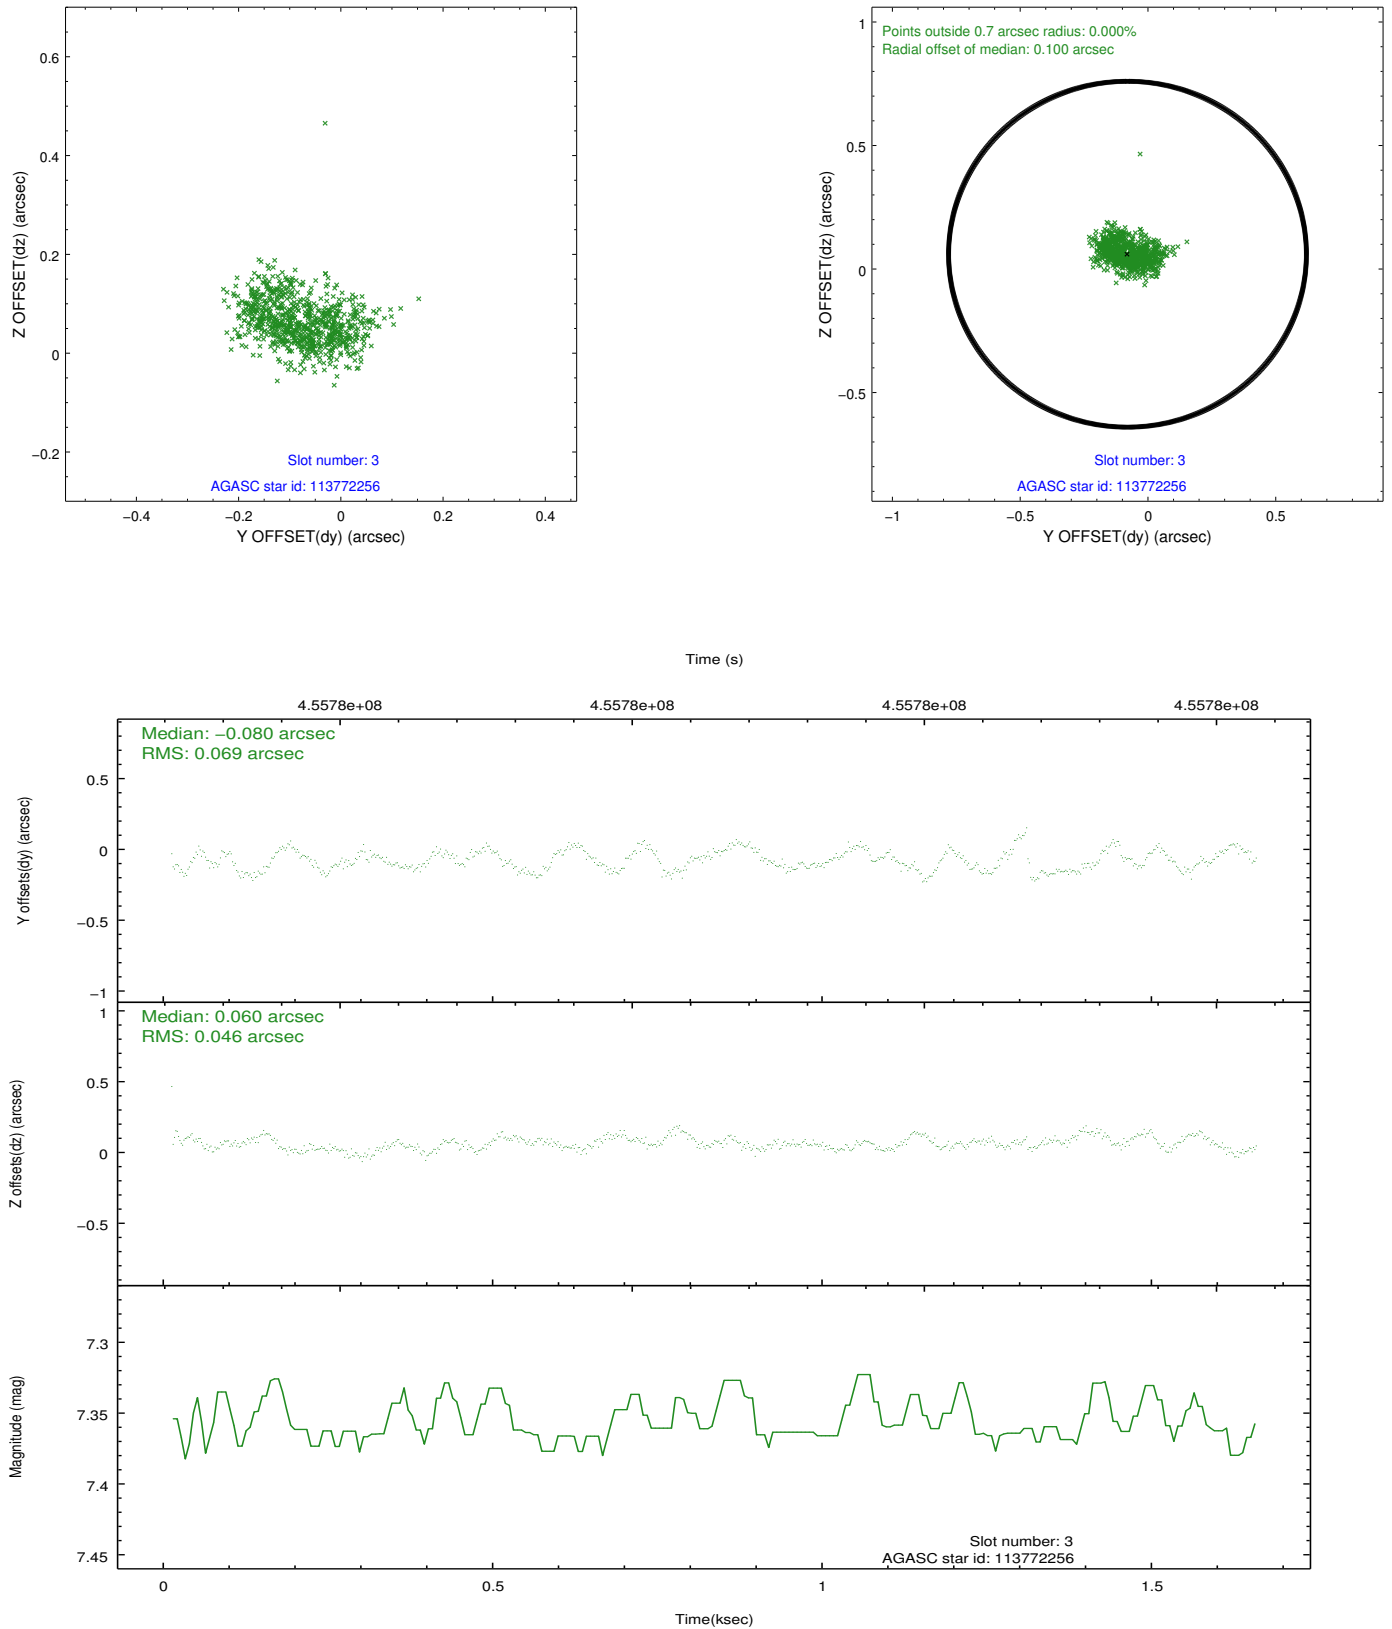 0.6
0.4
0.2
0
−0.2
Z OFFSET(dz) (arcsec)
Slot number: 3
AGASC star id: 113772256
−0.4
−0.2
0
0.2
0.4
Y OFFSET(dy) (arcsec)
Points outside 0.7 arcsec radius: 0.000%
Radial offset of median: 0.100 arcsec
1
0.5
0
−0.5
Z OFFSET(dz) (arcsec)
Slot number: 3
AGASC star id: 113772256
−1
−0.5
0
0.5
Y OFFSET(dy) (arcsec)
Time (s)
4.5578e+08
4.5578e+08
4.5578e+08
4.5578e+08
Median: −0.080 arcsec
RMS: 0.069 arcsec
0.5
0
−0.5
−1
Y offsets(dy) (arcsec)
Median: 0.060 arcsec
RMS: 0.046 arcsec
1
0.5
0
−0.5
Z offsets(dz) (arcsec)
7.3
7.35
7.4
7.45
Magnitude (mag)
Slot number: 3
AGASC star id: 113772256
0
0.5
1
1.5
Time(ksec)